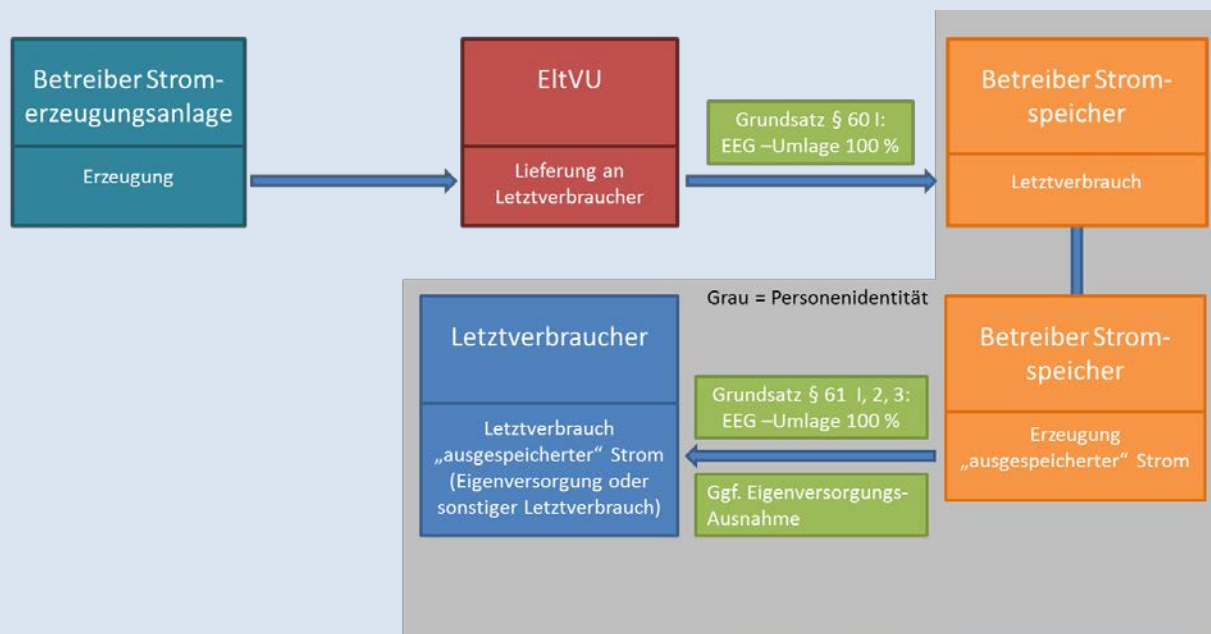 Betreiber Strom-
erzeugungsanlage
Erzeugung
EltVU
Lieferung an
Letztverbraucher
Grundsatz § 60 I:
EEG –Umlage 100 %
Betreiber Strom-
speicher
Letztverbrauch
Grau = Personenidentität
Betreiber Strom-
speicher
Erzeugung
„ausgespeicherter“ Strom
Grundsatz § 61 I, 2, 3:
EEG –Umlage 100 %
Ggf. Eigenversorgungs-
Ausnahme
Letztverbraucher
Letztverbrauch
„ausgespeicherter“ Strom
(Eigenversorgung oder
sonstiger Letztverbrauch)